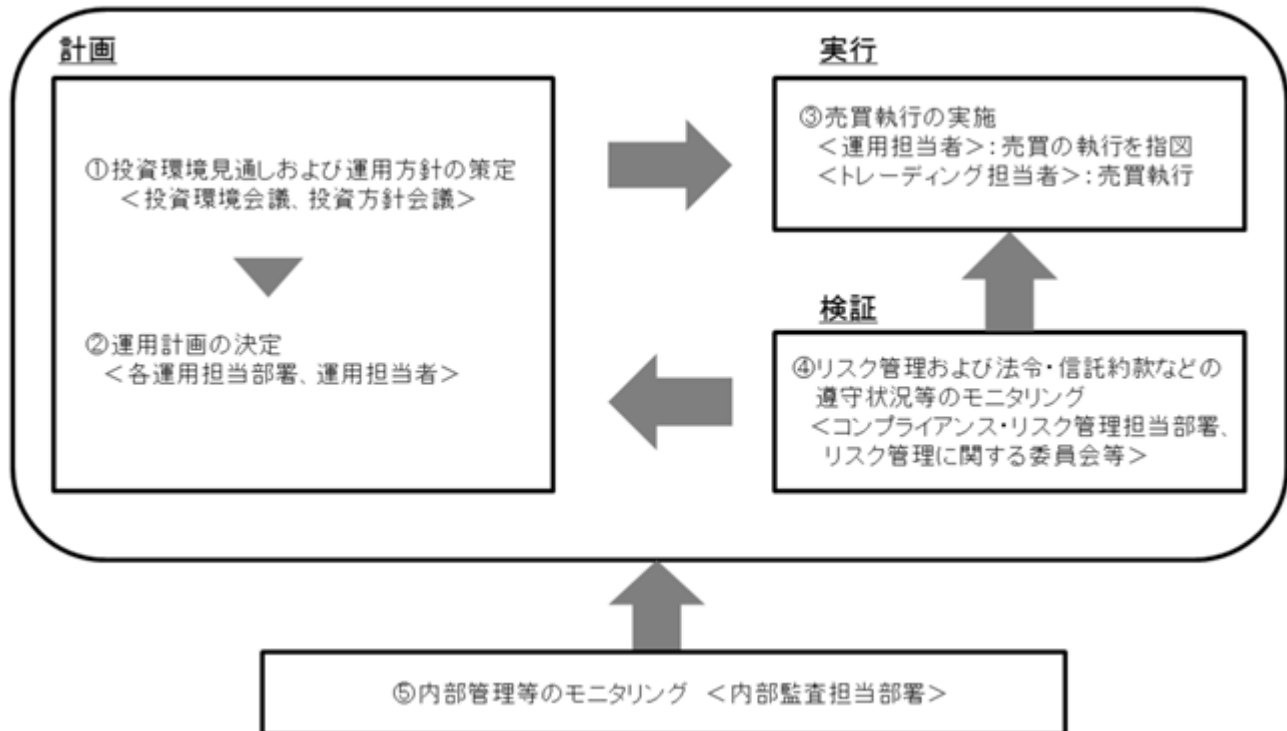 計画
①投資環境見通しおよび運用方針の策定
＜投資環境会議、投資方針会議＞
②運用計画の決定
＜各運用担当部署、運用担当者＞
実行
③売買執行の実施
＜運用担当者＞：売買の執行を指図
＜トレーディング担当者＞：売買執行
検証
④リスク管理および法令・信託約款などの
遵守状況等のモニタリング
＜コンプライアンス・リスク管理担当部署、
リスク管理に関する委員会等＞
⑤内部管理等のモニタリング ＜内部監査担当部署＞